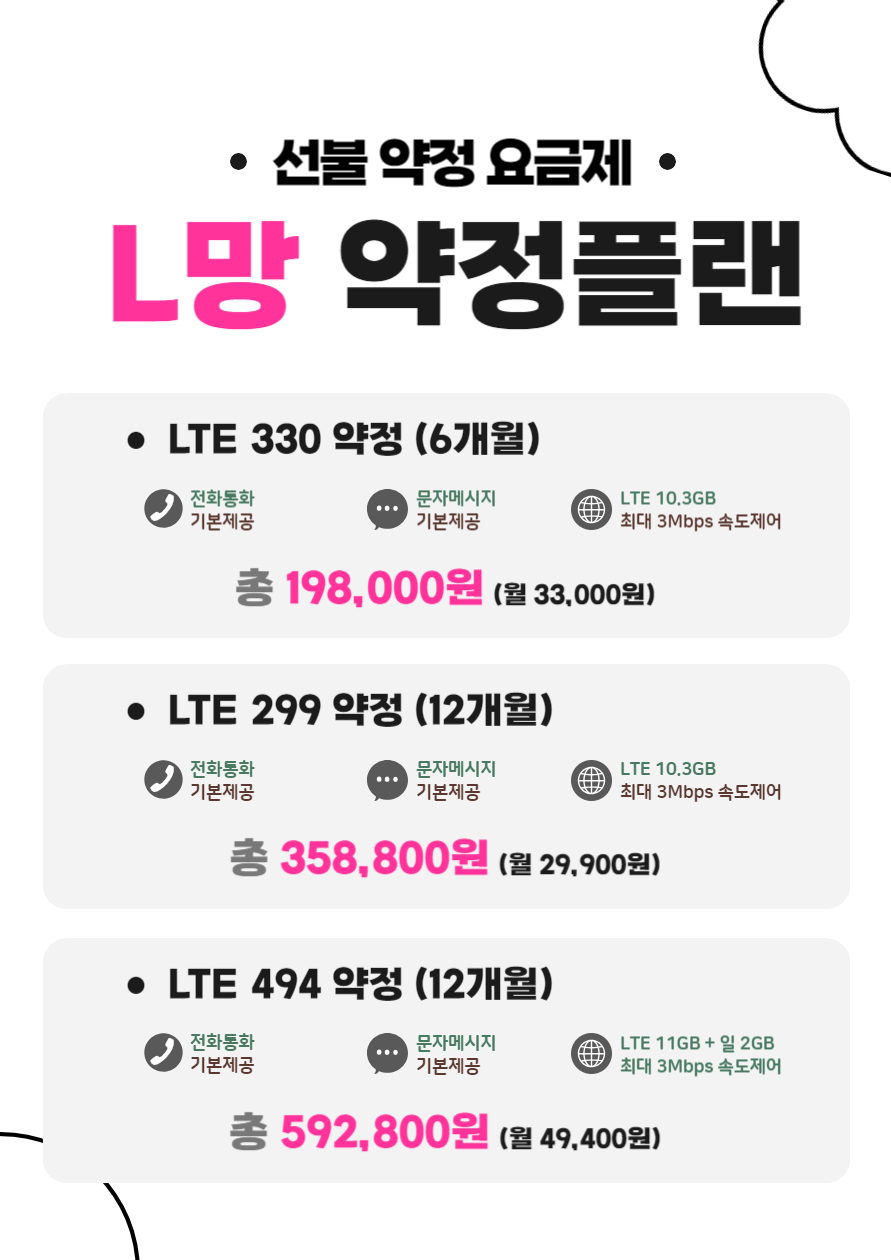 • 선불 약정 요금제 •
L망 약정플랜
• LTE 330 약정 (6개월)
전화통화 문자메시지 LTE 10.3GB
기본제공 기본제공 최대 3Mbps 속도제어
총 198,000원 (월 33,000원)
• LTE 299 약정 (12개월)
전화통화 문자메시지 LTE 10.3GB
기본제공 기본제공 최대 3Mbps 속도제어
총 358,800원 (월 29,900원)
• LTE 494 약정 (12개월)
전화통화 문자메시지 LTE 11GB + 일 2GB
기본제공 기본제공 최대 3Mbps 속도제어
총 592,800원 (월 49,400원)